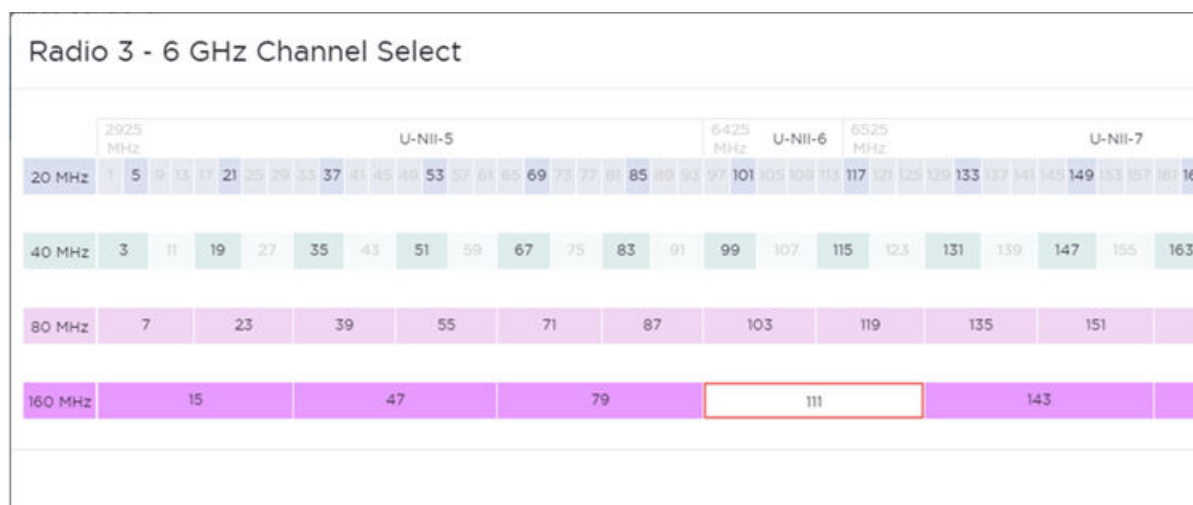 Radio 3 - 6 GHz Channel Select
2925 MHz U-NII-5 6425 MHz U-NII-6 6525 MHz U-NII-7
20 MHz 1 5 9 13 17 21 25 29 33 37 41 45 49 53 57 61 65 69 73 77 81 85 89 93 97 101 105 109 113 117 121 125 129 133 137 141 145 149 153 157 161
40 MHz 3 11 19 27 35 43 51 59 67 75 83 91 99 107 115 123 131 139 147 155 163
80 MHz 7 23 39 55 71 87 103 119 135 151
160 MHz 15 47 79 111 143